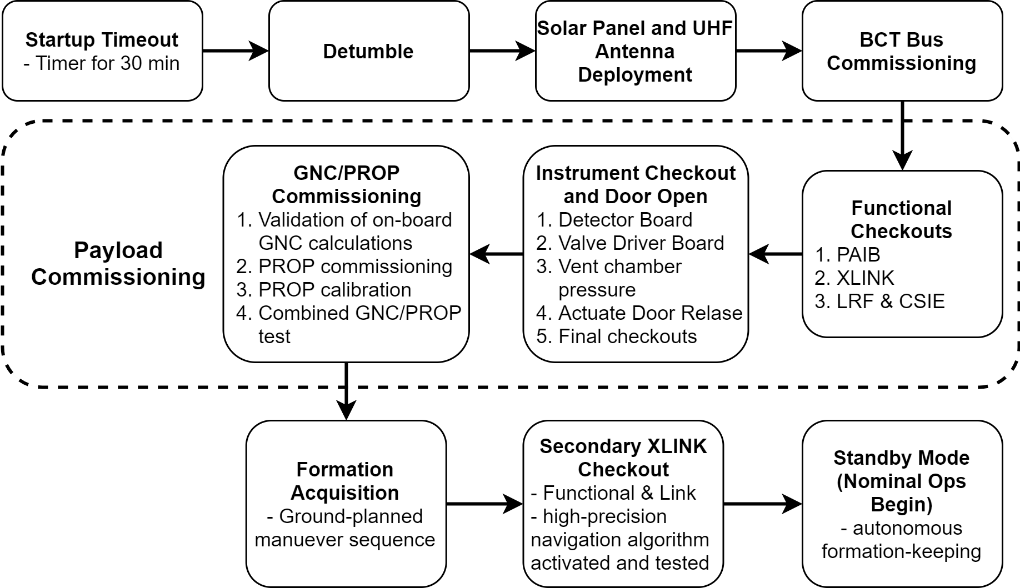 Startup Timeout
- Timer for 30 min
Detumble
Solar Panel and UHF
Antenna
Deployment
BCT Bus
Commissioning
Payload
Commissioning
GNC/PROP
Commissioning
1. Validation of on-board
GNC calculations
2. PROP commissioning
3. PROP calibration
4. Combined GNC/PROP
test
Instrument Checkout
and Door Open
1. Detector Board
2. Valve Driver Board
3. Vent chamber
pressure
4. Actuate Door Relase
5. Final checkouts
Functional
Checkouts
1. PAIB
2. XLINK
3. LRF & CSIE
Formation
Acquisition
- Ground-planned
manuever sequence
Secondary XLINK
Checkout
- Functional & Link
- high-precision
navigation algorithm
activated and tested
Standby Mode
(Nominal Ops
Begin)
- autonomous
formation-keeping